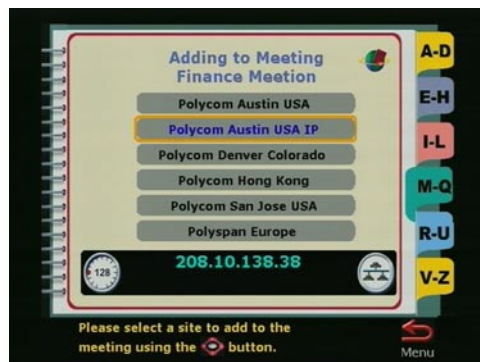 Adding to Meeting
Finance Meetion
Polycom Austin USA
Polycom Austin USA IP
Polycom Denver Colorado
Polycom Hong Kong
Polycom San Jose USA
Polyspan Europe
128
208.10.138.38
A-D
E-H
I-L
M-Q
R-U
V-Z
Please select a site to add to the
meeting using the button.
Menu